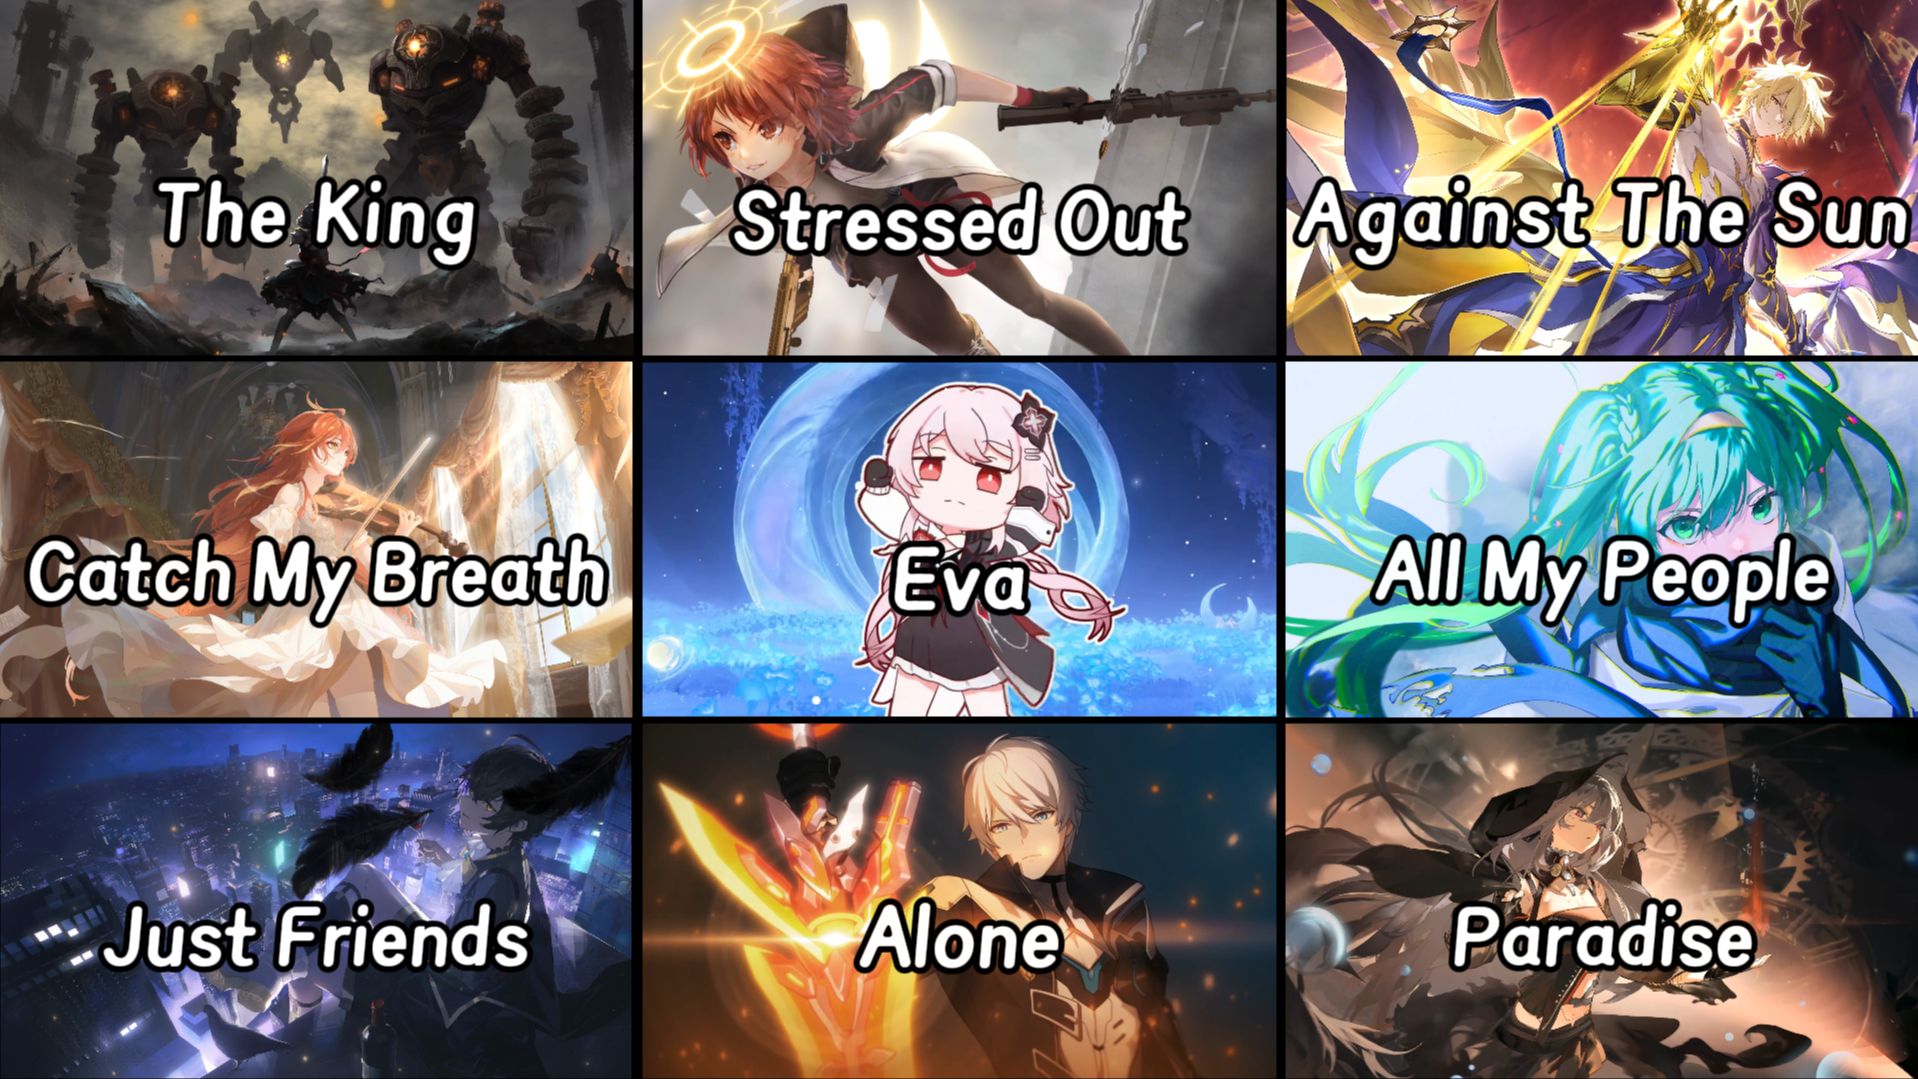 The King
Stressed Out
Against The Sun
Catch My Breath
Eva
All My People
Just Friends
Alone
Paradise